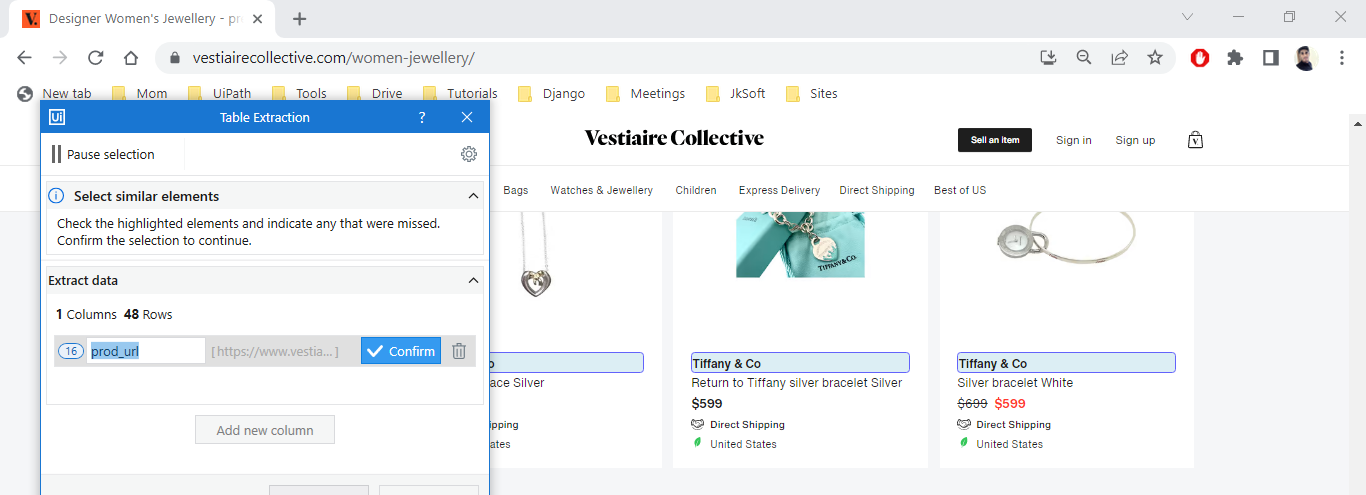 V. Designer Women's Jewellery - pr
vestiairecollective.com/women-jewellery/
New tab Mom UiPath Tools Drive Tutorials Django Meetings JkSoft Sites
Ui Table Extraction ?
Pause selection
Vestiaire Collective
Sell an item Sign in Sign up
V
Bags Watches & Jewellery Children Express Delivery Direct Shipping Best of US
Select similar elements
Check the highlighted elements and indicate any that were missed.
Confirm the selection to continue.
Extract data
1 Columns 48 Rows
16 prod_url [https://www.vestia... ] Confirm
Add new column
TIFFANY & CO.
ace Silver
ipping
ates
Tiffany & Co
Return to Tiffany silver bracelet Silver
$599
Direct Shipping
United States
Tiffany & Co
Silver bracelet White
$699 $599
Direct Shipping
United States